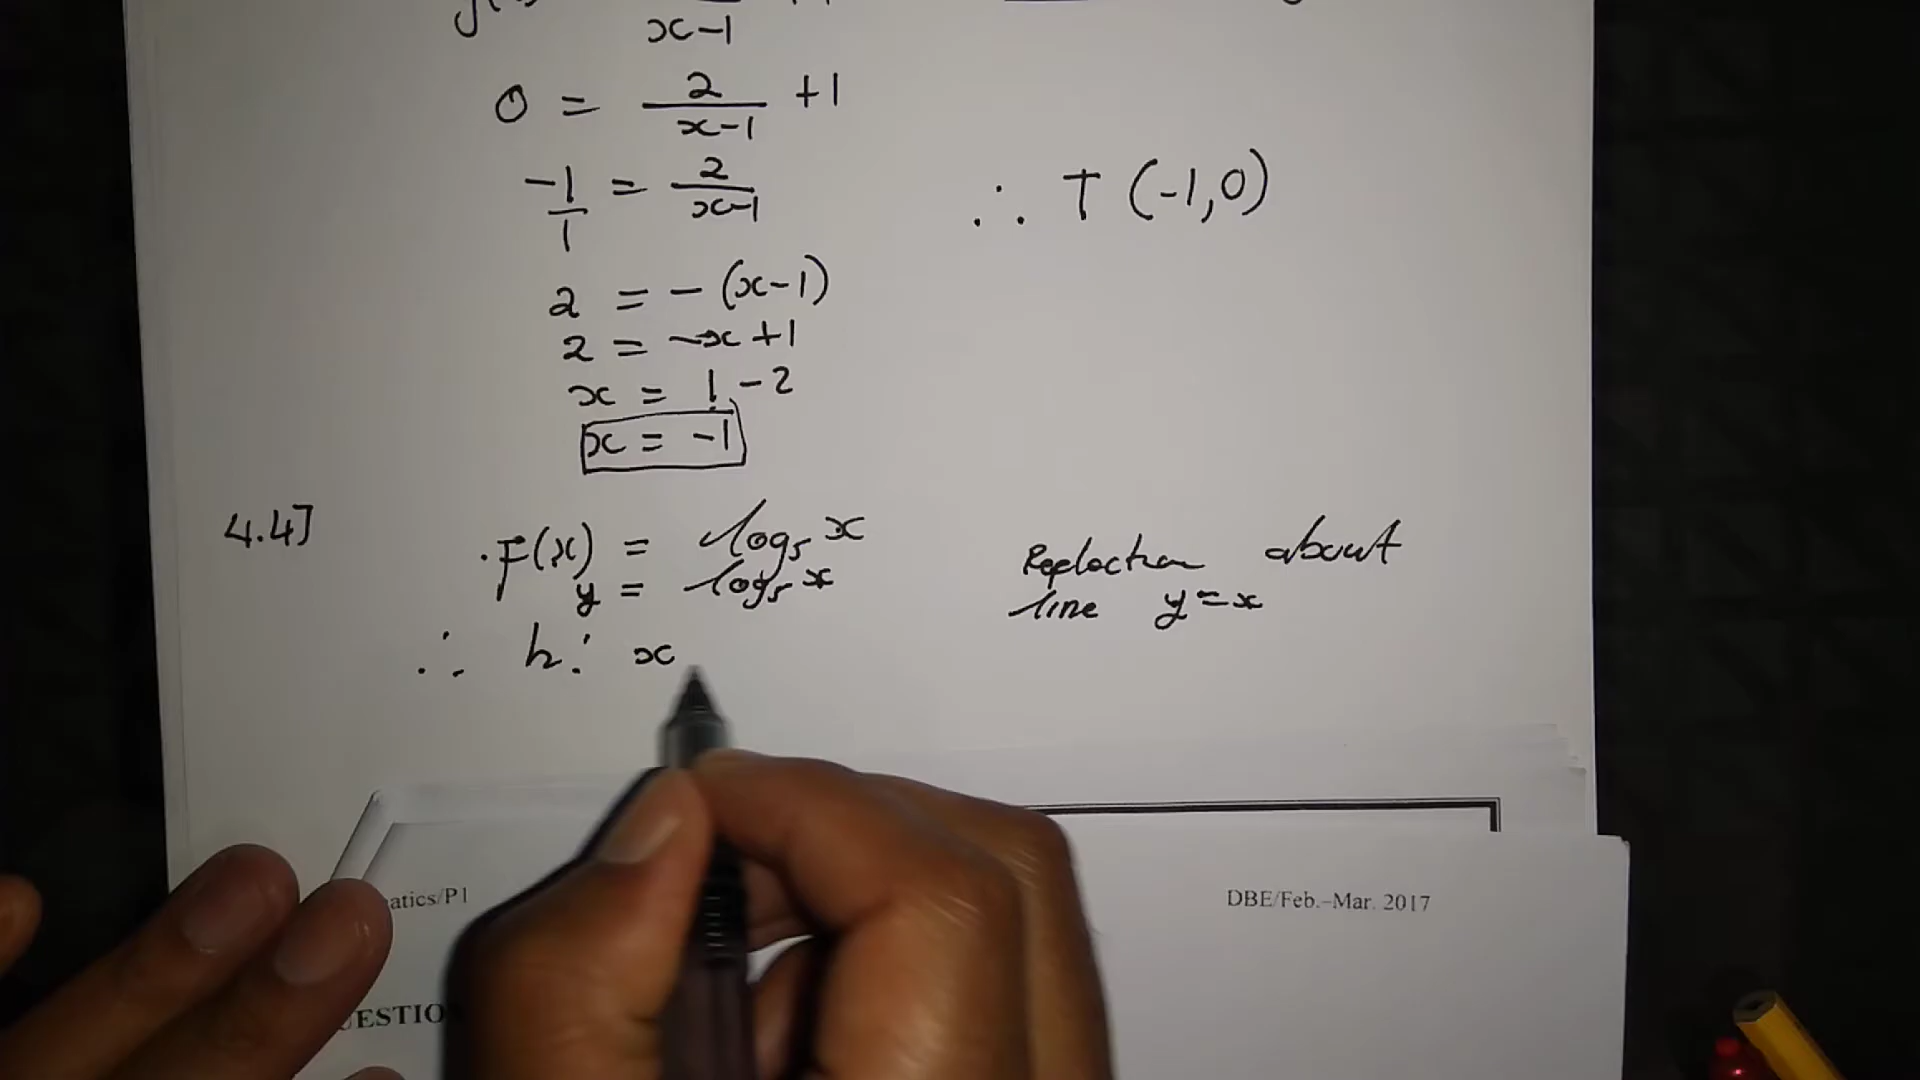 x-1
0 = 2/(x-1) +1
-1/1 = 2/(x-1)
∴ T (-1,0)
2 = - (x-1)
2 = -x +1
x = 1 - 2
x = -1
4.4]
f(x) = log₅ x
y = log₅ x
Reflection about
line y = x
∴ h: x
atics/P1
DBE/Feb.–Mar. 2017
UESTIO